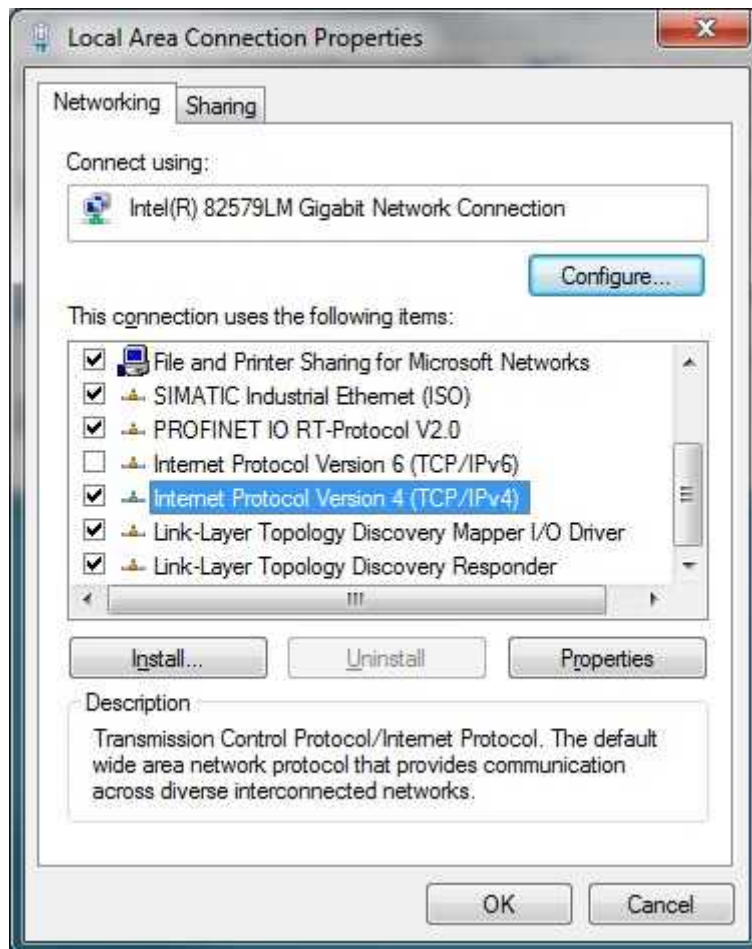 Local Area Connection Properties
Networking
Sharing
Connect using:
Intel(R) 82579LM Gigabit Network Connection
Configure...
This connection uses the following items:
File and Printer Sharing for Microsoft Networks
SIMATIC Industrial Ethernet (ISO)
PROFINET IO RT-Protocol V2.0
Internet Protocol Version 6 (TCP/IPv6)
Internet Protocol Version 4 (TCP/IPv4)
Link-Layer Topology Discovery Mapper I/O Driver
Link-Layer Topology Discovery Responder
Install...
Uninstall
Properties
Description
Transmission Control Protocol/Internet Protocol. The default
wide area network protocol that provides communication
across diverse interconnected networks.
OK
Cancel